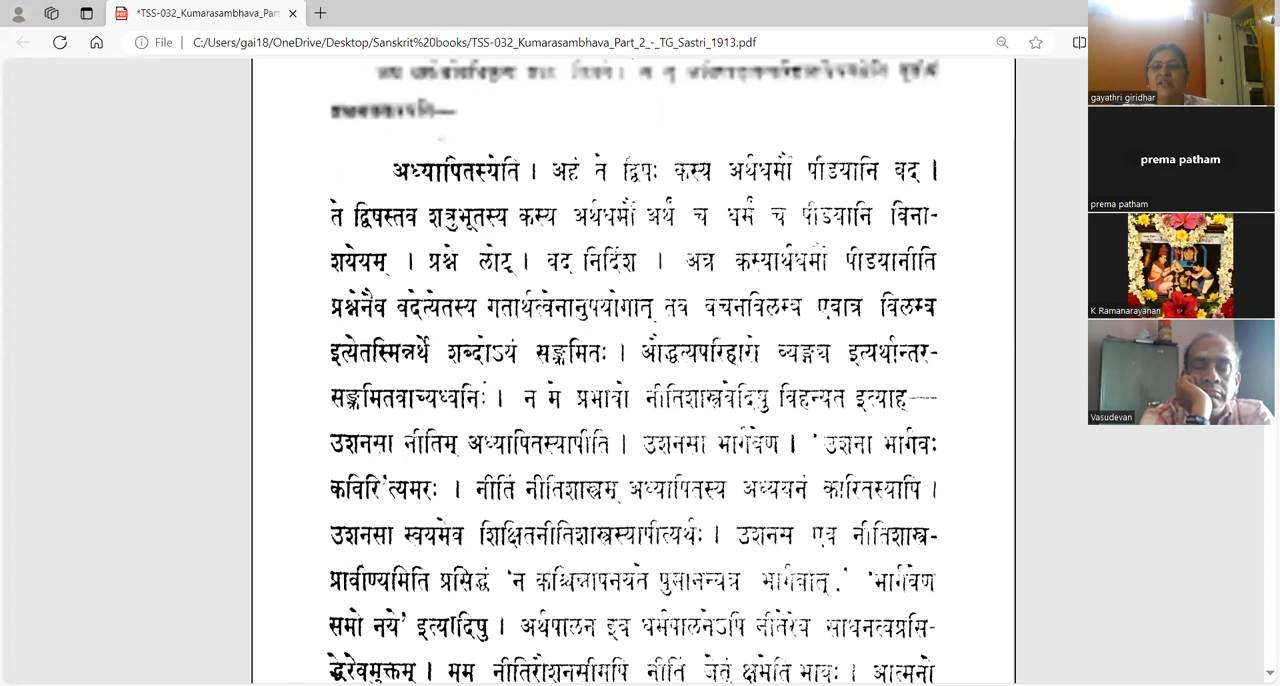 *TSS-032_Kumarasambhava_Part
File
C:/Users/gai18/OneDrive/Desktop/Sanskrit%20books/TSS-032_Kumarasambhava_Part_2_-_TG_Sastri_1913.pdf
अध्यापितस्येति । अहं ते द्विषः कस्य अर्थधर्मौ पीडयानि वद ।
ते द्विषस्तव शत्रुभूतस्य कस्य अर्थधर्मौ अर्थं च धर्मं च पीडयानि विना-
शयेयम् । प्रश्ने लोट् । वद निर्दिश । अत्र कस्यार्थधर्मौ पीडयानीति
प्रश्नेनैव वदेत्येतस्य गतार्थत्वेनानुपयोगात् तव वचनविलम्ब एवात्र विलम्ब
इत्येतस्मिन्नर्थे शब्दोऽयं सङ्क्रमितः । औद्धत्यपरिहारो व्यङ्ग्य इत्यर्थान्तर-
सङ्क्रमितवाच्यध्वनिः । न मे प्रभावो नीतिशास्त्रवेदिषु विहन्यत इत्याह—
उशनसा नीतिम् अध्यापितस्यापीति । उशनसा भार्गवेण । 'उशना भार्गवः
कविरि'त्यमरः । नीतिं नीतिशास्त्रम् अध्यापितस्य अध्ययनं कारितस्यापि ।
उशनसा स्वयमेव शिक्षितनीतिशास्त्रस्यापीत्यर्थः । उशनस एव नीतिशास्त्र-
प्रावीण्यमिति प्रसिद्धं 'न कश्चिन्नापनयते पुमानन्यत्र भार्गवात् .' 'भार्गवेण
समो नये' इत्यादिषु । अर्थपालन इव धर्मपालनेऽपि नीतेरेव साधनत्वप्रसि-
द्धेरेवमुक्तम् । मम नीतिरौशनसीमपि नीतिं जेतुं क्षमेति भावः । आत्मनो
gayathri giridhar
prema patham
prema patham
K Ramanarayanan
Vasudevan